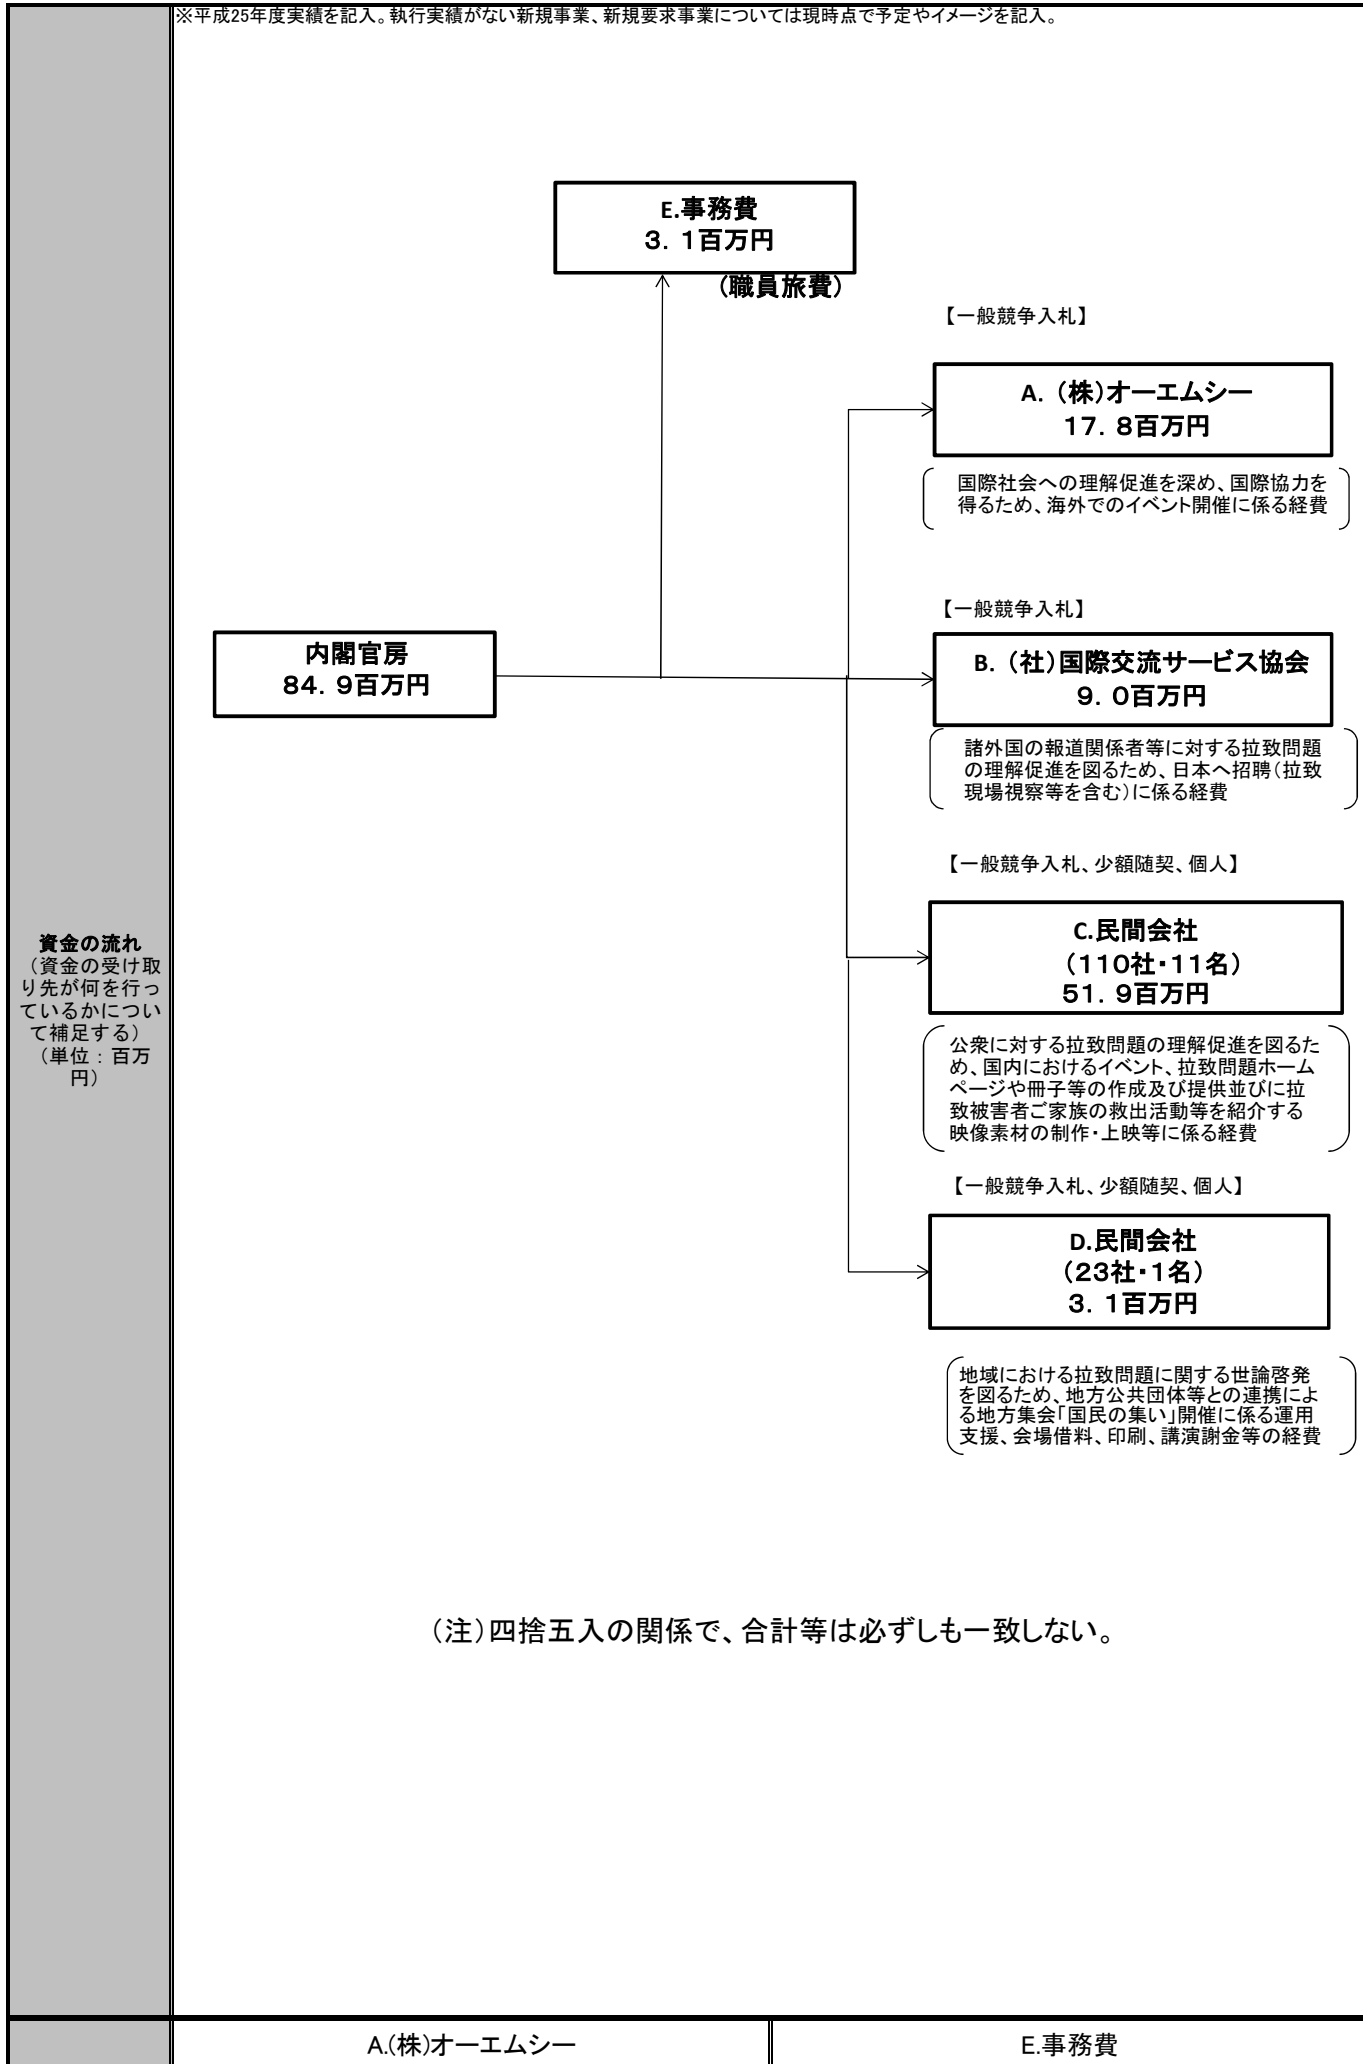 ※平成25年度実績を記入。執行実績がない新規事業、新規要求事業については現時点で予定やイメージを記入。
E.事務費
3．1百万円
（職員旅費）
【一般競争入札】
A.（株）オーエムシー
17．8百万円
国際社会への理解促進を深め、国際協力を
得るため、海外でのイベント開催に係る経費
【一般競争入札】
内閣官房
84．9百万円
B.（社）国際交流サービス協会
9．0百万円
諸外国の報道関係者等に対する拉致問題
の理解促進を図るため、日本へ招聘（拉致
現場視察等を含む）に係る経費
【一般競争入札、少額随契、個人】
C.民間会社
（110社・11名）
51．9百万円
資金の流れ
（資金の受け取
り先が何を行っ
ているかについ
て補足する）
（単位：百万
円）
公衆に対する拉致問題の理解促進を図るた
め、国内におけるイベント、拉致問題ホーム
ページや冊子等の作成及び提供並びに拉
致被害者ご家族の救出活動等を紹介する
映像素材の制作・上映等に係る経費
【一般競争入札、少額随契、個人】
D.民間会社
（23社・1名）
3．1百万円
地域における拉致問題に関する世論啓発
を図るため、地方公共団体等との連携によ
る地方集会「国民の集い」開催に係る運用
支援、会場借料、印刷、講演謝金等の経費
（注）四捨五入の関係で、合計等は必ずしも一致しない。
A.(株)オーエムシー
E.事務費